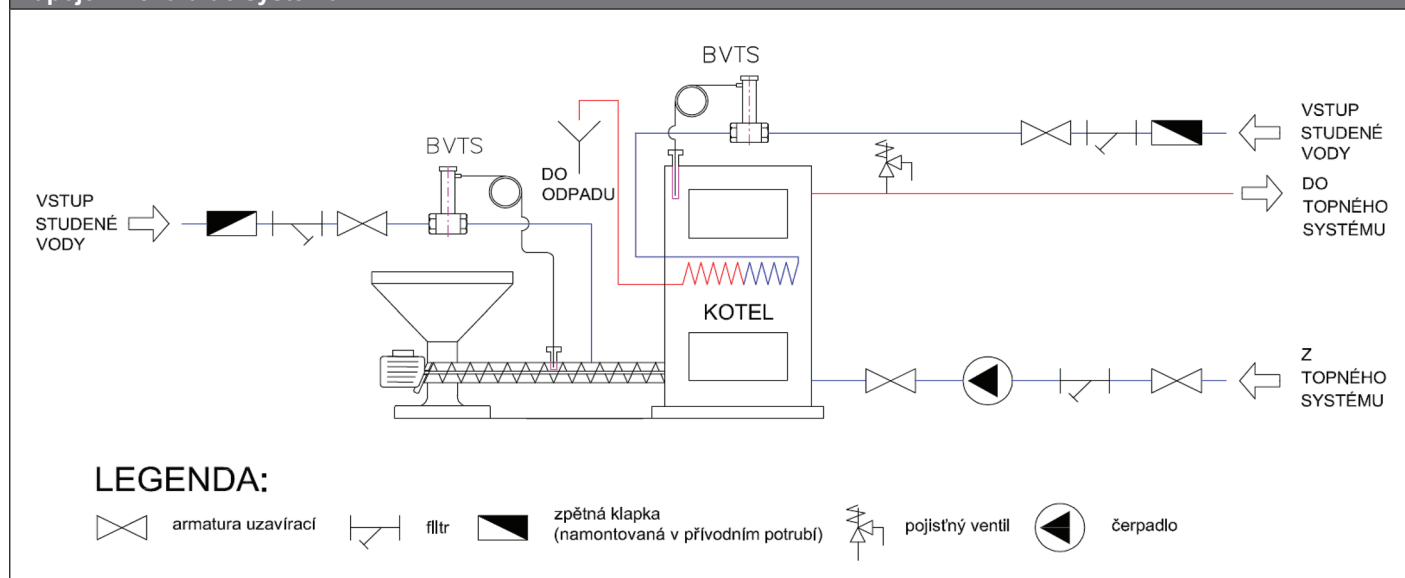 BVTS
BVTS
VSTUP
STUDENÉ
VODY
DO
ODPADU
VSTUP
STUDENÉ
VODY
DO
TOPNÉHO
SYSTÉMU
KOTEL
Z
TOPNÉHO
SYSTÉMU
LEGENDA:
armatura uzavírací
filtr
zpětná klapka
(namontovaná v přívodním potrubí)
pojisťný ventil
čerpadlo